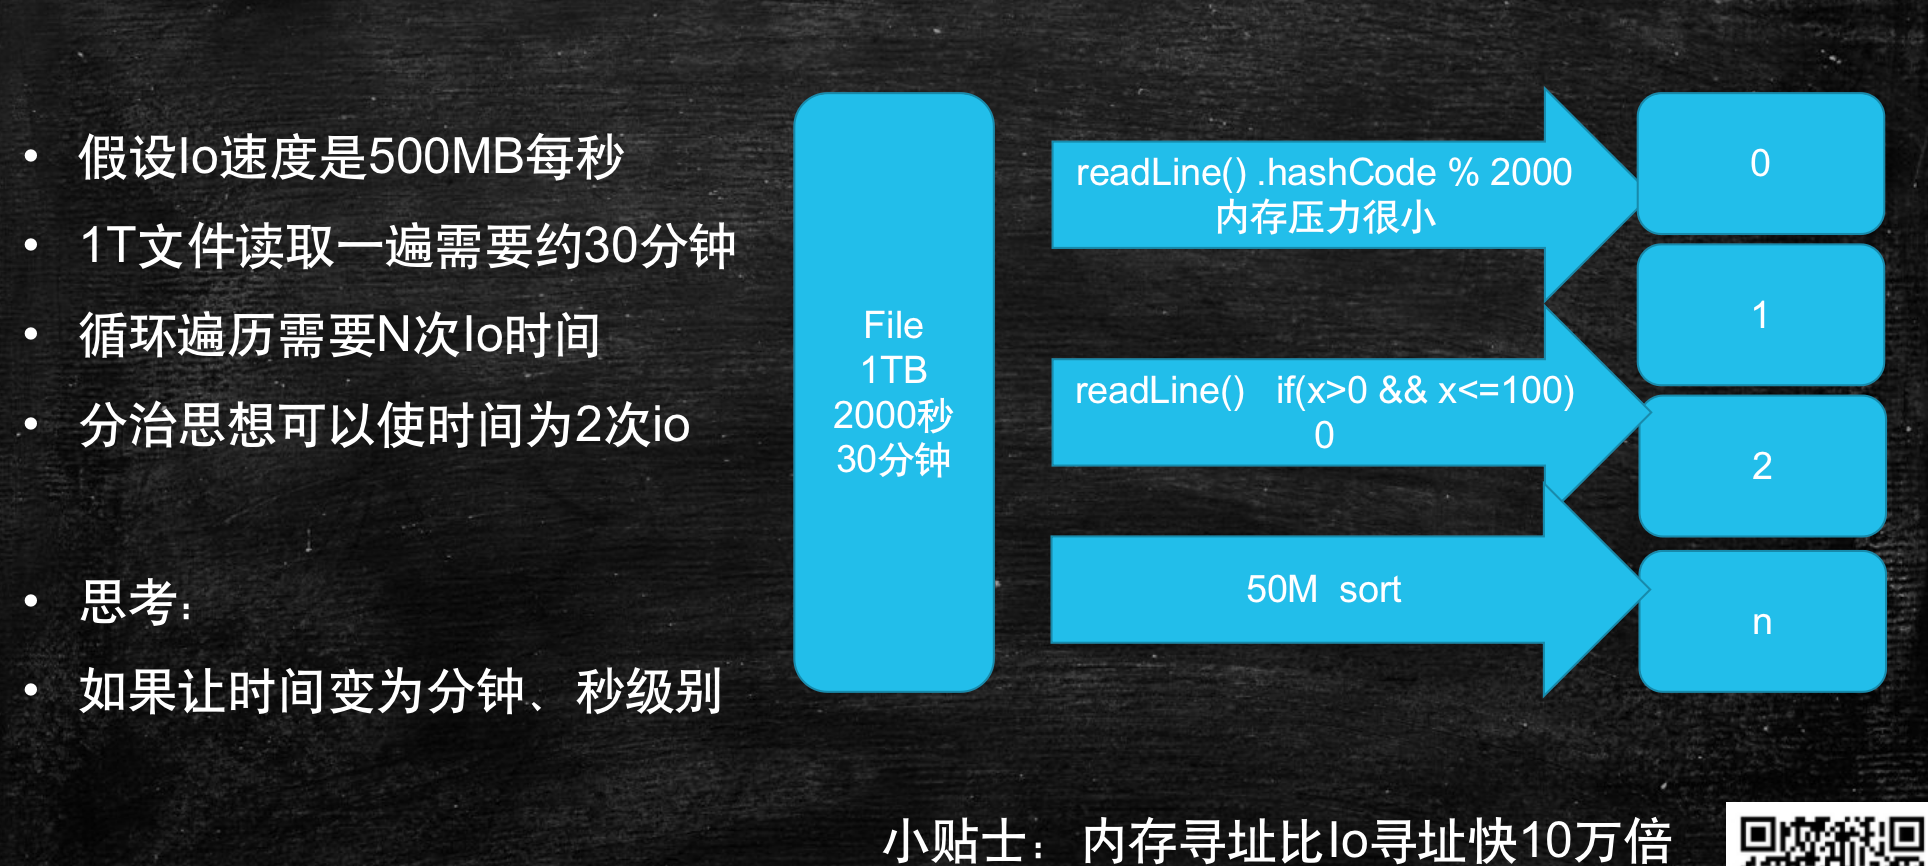 假设Io速度是500MB每秒
1T文件读取一遍需要约30分钟
循环遍历需要N次Io时间
分治思想可以使时间为2次io
思考：
如果让时间变为分钟、秒级别
File
1TB
2000秒
30分钟
readLine() .hashCode % 2000
内存压力很小
readLine() if(x>0 && x<=100)
0
50M sort
0
1
2
n
小贴士： 内存寻址比Io寻址快10万倍